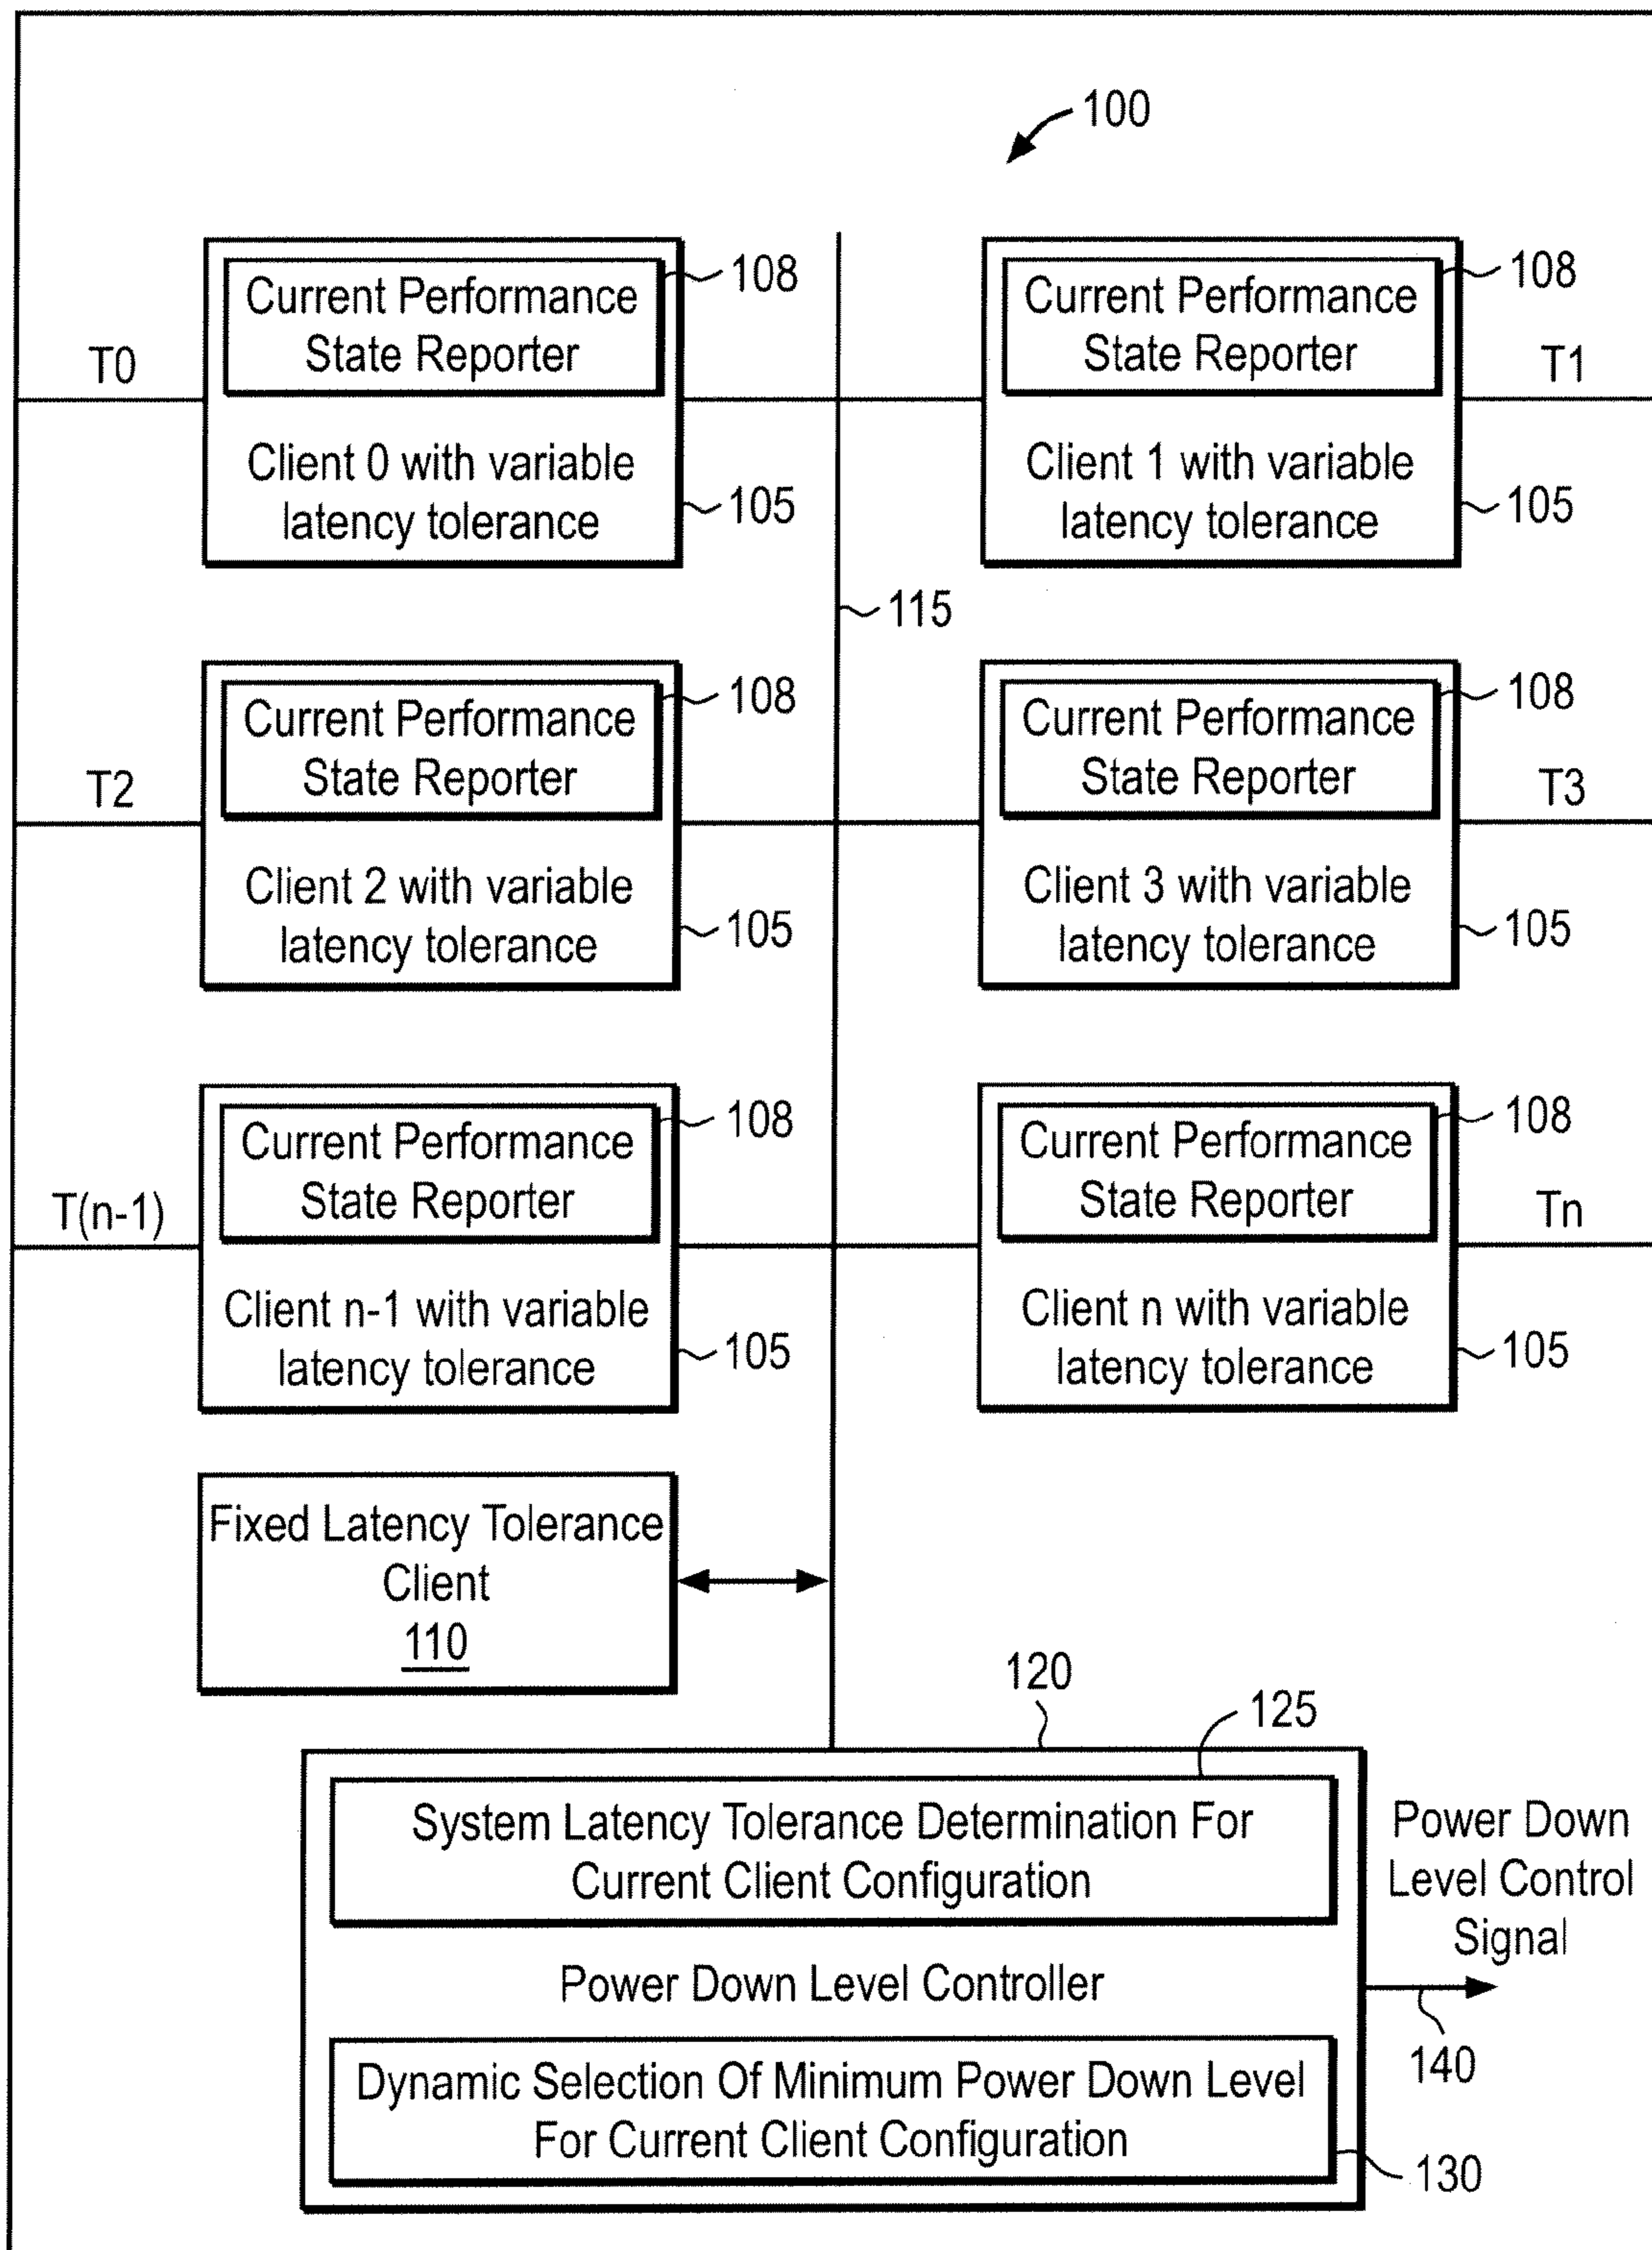 100
Current Performance
State Reporter
108
Client 0 with variable
latency tolerance
105
T0
Current Performance
State Reporter
108
Client 1 with variable
latency tolerance
105
T1
115
Current Performance
State Reporter
108
Client 2 with variable
latency tolerance
105
T2
Current Performance
State Reporter
108
Client 3 with variable
latency tolerance
105
T3
Current Performance
State Reporter
108
Client n-1 with variable
latency tolerance
105
T(n-1)
Current Performance
State Reporter
108
Client n with variable
latency tolerance
105
Tn
Fixed Latency Tolerance
Client
110
120
125
System Latency Tolerance Determination For
Current Client Configuration
Power Down Level Controller
Dynamic Selection Of Minimum Power Down Level
For Current Client Configuration
130
Power Down
Level Control
Signal
140